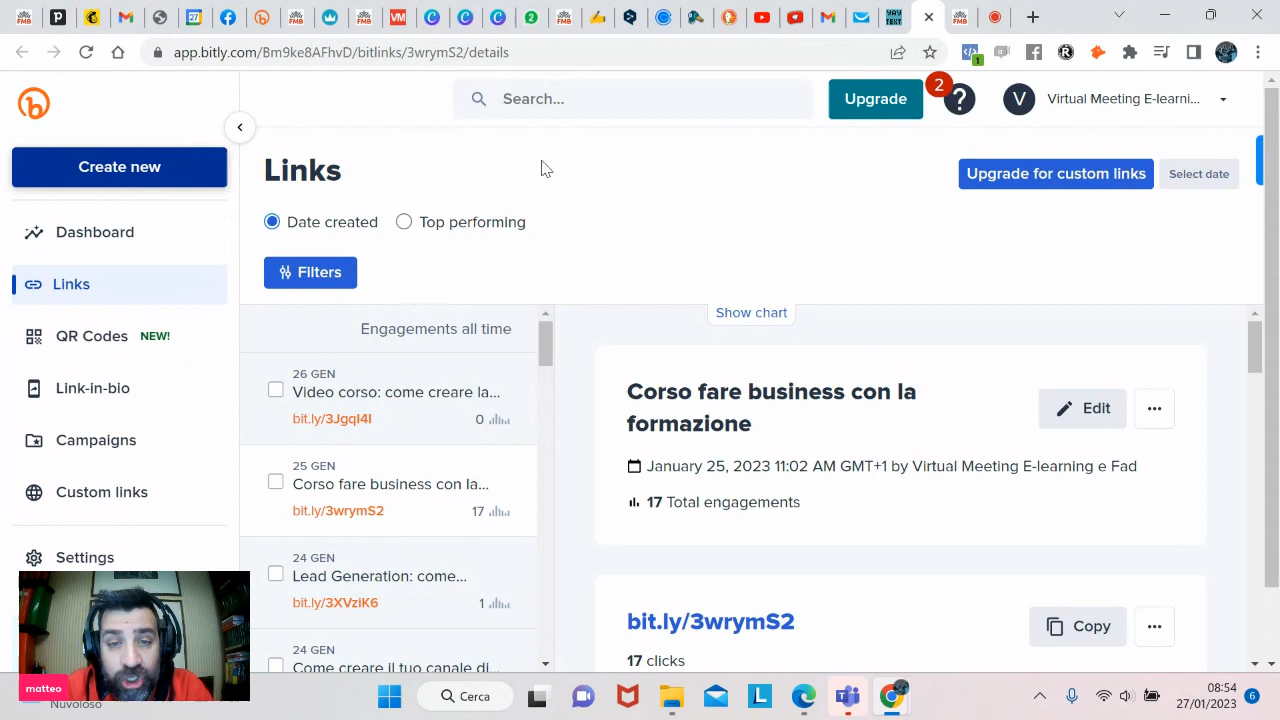 app.bitly.com/Bm9ke8AFhvD/bitlinks/3wrymS2/details
Search...
Upgrade
2
?
V
Virtual Meeting E-learni...
Create new
Dashboard
Links
QR Codes NEW!
Link-in-bio
Campaigns
Custom links
Settings
Links
Upgrade for custom links
Select date
Date created
Top performing
Filters
Engagements all time
26 GEN
Video corso: come creare la...
bit.ly/3JgqI4I
0
25 GEN
Corso fare business con la...
bit.ly/3wrymS2
17
24 GEN
Lead Generation: come...
bit.ly/3XVzIK6
1
24 GEN
Come creare il tuo canale di...
Show chart
Corso fare business con la
formazione
Edit
January 25, 2023 11:02 AM GMT+1 by Virtual Meeting E-learning e Fad
17 Total engagements
bit.ly/3wrymS2
Copy
17 clicks
matteo
Nuvoloso
Cerca
08:54
27/01/2023
6